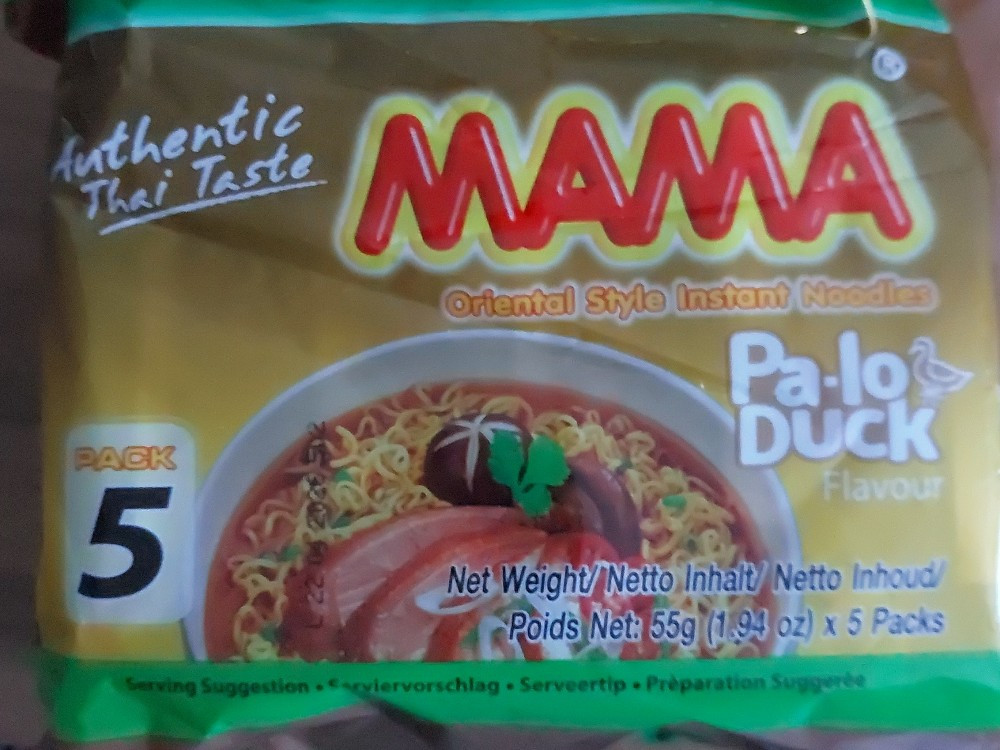 Authentic
Thai Taste
MAMA
®
Oriental Style Instant Noodles
Pa-lo
DUCK
Flavour
PACK
5
Net Weight/ Netto Inhalt/ Netto Inhoud/
Poids Net: 55g (1.94 oz) x 5 Packs
Serving Suggestion • Serviervorschlag • Serveertip • Prèparation Suggerée